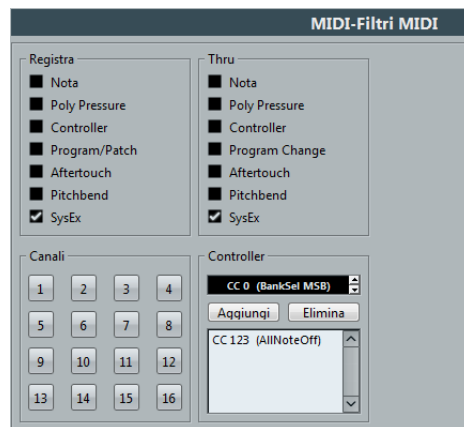 MIDI-Filtri MIDI
Registra
Nota
Poly Pressure
Controller
Program/Patch
Aftertouch
Pitchbend
SysEx
Thru
Nota
Poly Pressure
Controller
Program Change
Aftertouch
Pitchbend
SysEx
Canali
1 2 3 4
5 6 7 8
9 10 11 12
13 14 15 16
Controller
CC 0 (BankSel MSB)
Aggiungi Elimina
CC 123 (AllNoteOff)